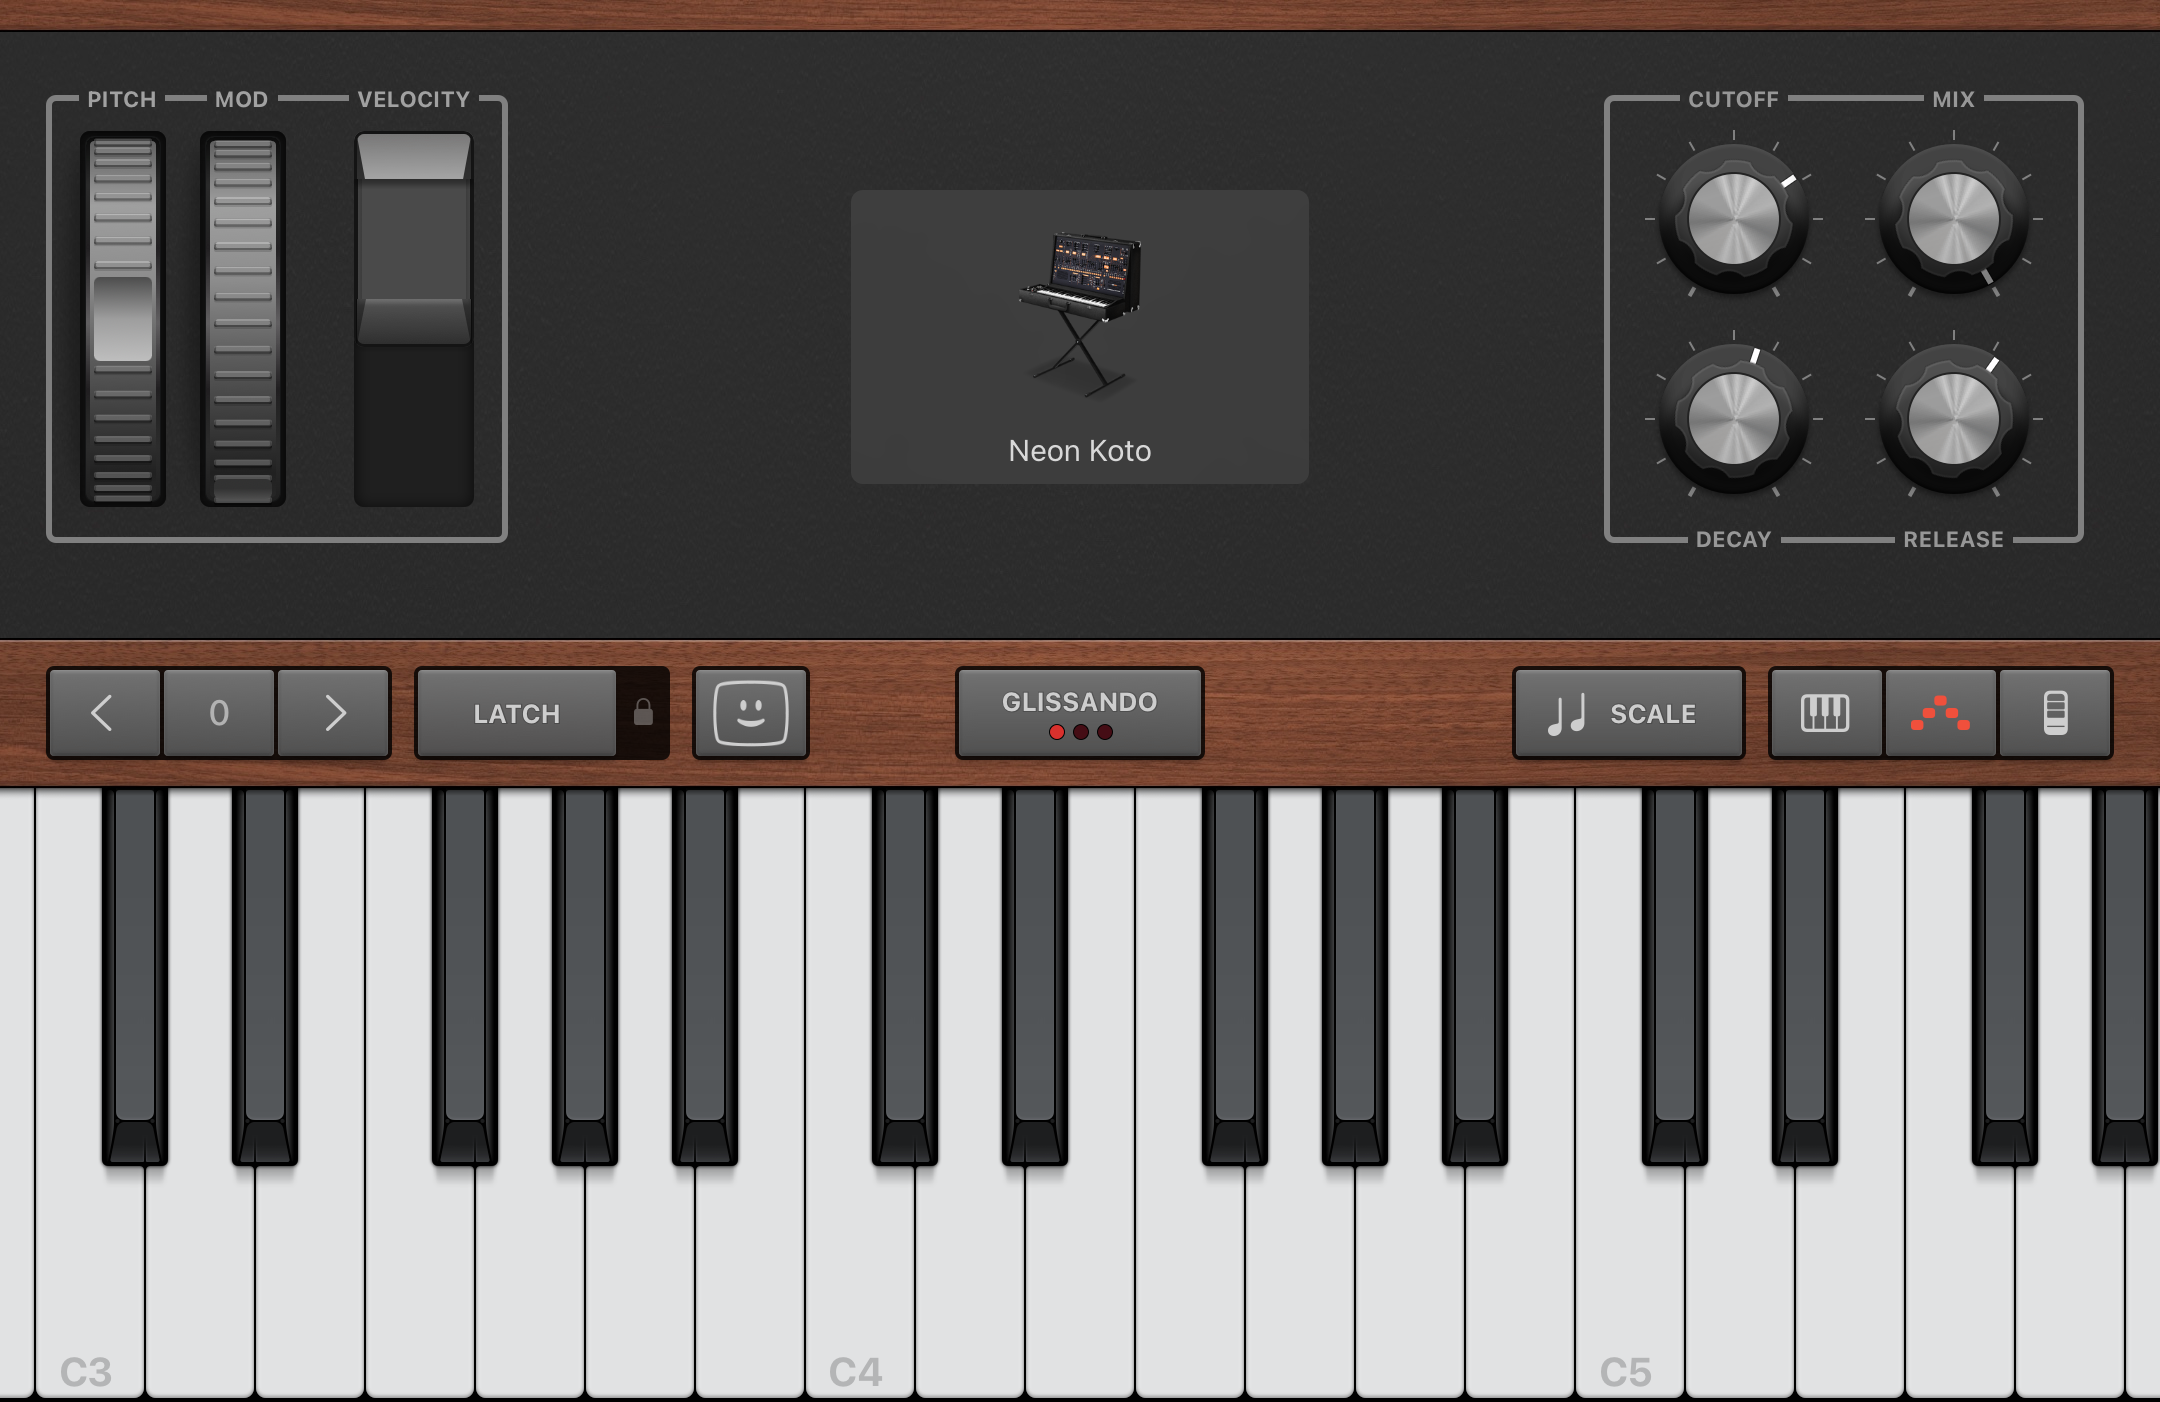 PITCH MOD VELOCITY
CUTOFF MIX
Neon Koto
DECAY RELEASE
0
LATCH
GLISSANDO
SCALE
C3 C4 C5